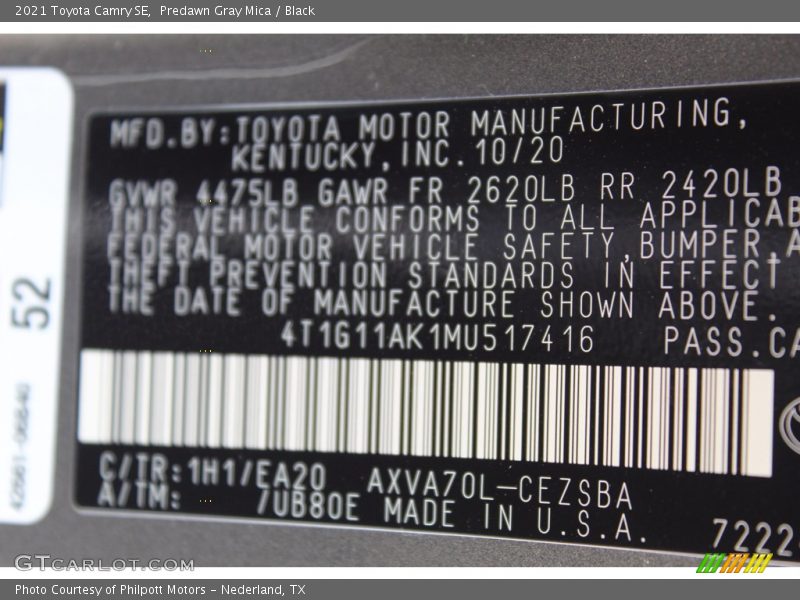 2021 Toyota Camry SE, Predawn Gray Mica / Black
MFD.BY:TOYOTA MOTOR MANUFACTURING,
KENTUCKY,INC.10/20
GVWR 4475LB GAWR FR 2620LB RR 2420LB
THIS VEHICLE CONFORMS TO ALL APPLICAB
FEDERAL MOTOR VEHICLE SAFETY,BUMPER,A
THEFT PREVENTION STANDARDS IN EFFECT
THE DATE OF MANUFACTURE SHOWN ABOVE.
4T1G11AK1MU517416 PASS.CA
C/TR:1H1/EA20 AXVA70L-CEZSBA
A/TM: /UB80E MADE IN U.S.A.
7222
52
GTCARLOT.COM
Photo Courtesy of Philpott Motors - Nederland, TX